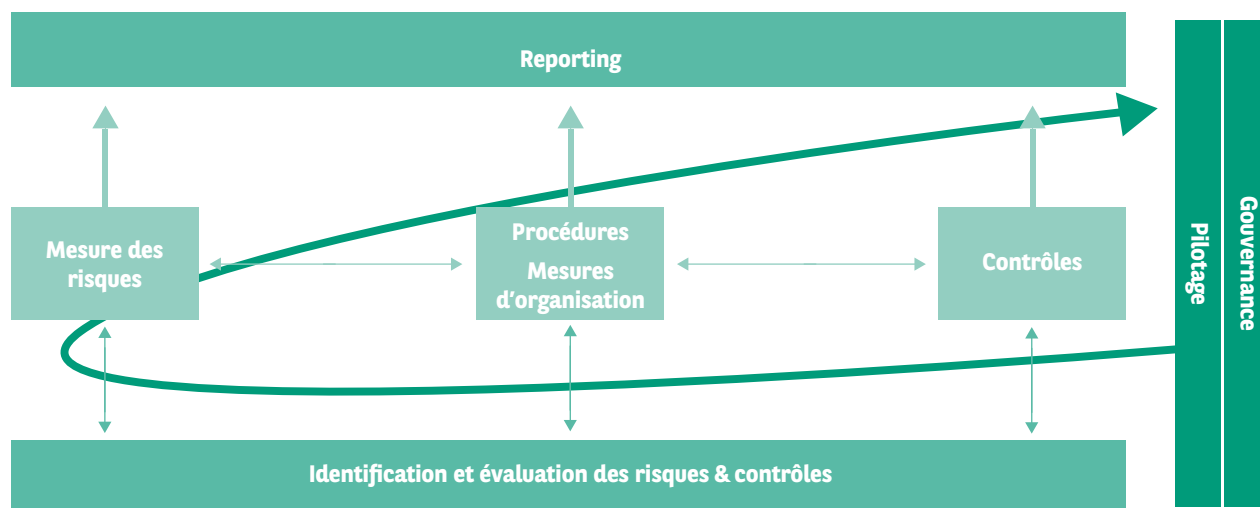 Reporting
Mesure des
risques
Procédures
Mesures
d'organisation
Contrôles
Pilotage
Gouvernance
Identification et évaluation des risques & contrôles